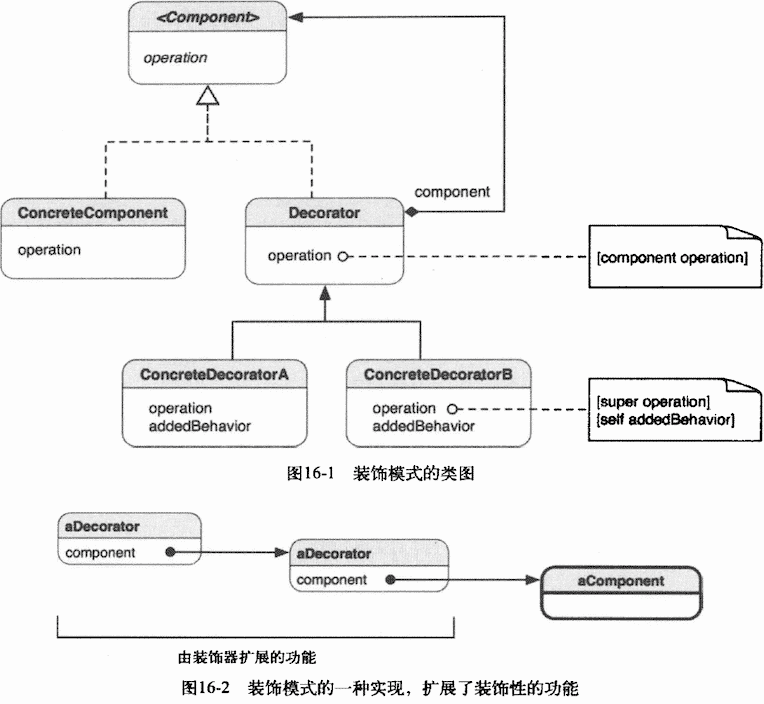 <Component>
operation
component
ConcreteComponent
operation
Decorator
operation
[component operation]
ConcreteDecoratorA
operation
addedBehavior
ConcreteDecoratorB
operation
addedBehavior
[super operation]
[self addedBehavior]
图16-1 装饰模式的类图
aDecorator
component
aDecorator
component
aComponent
由装饰器扩展的功能
图16-2 装饰模式的一种实现，扩展了装饰性的功能